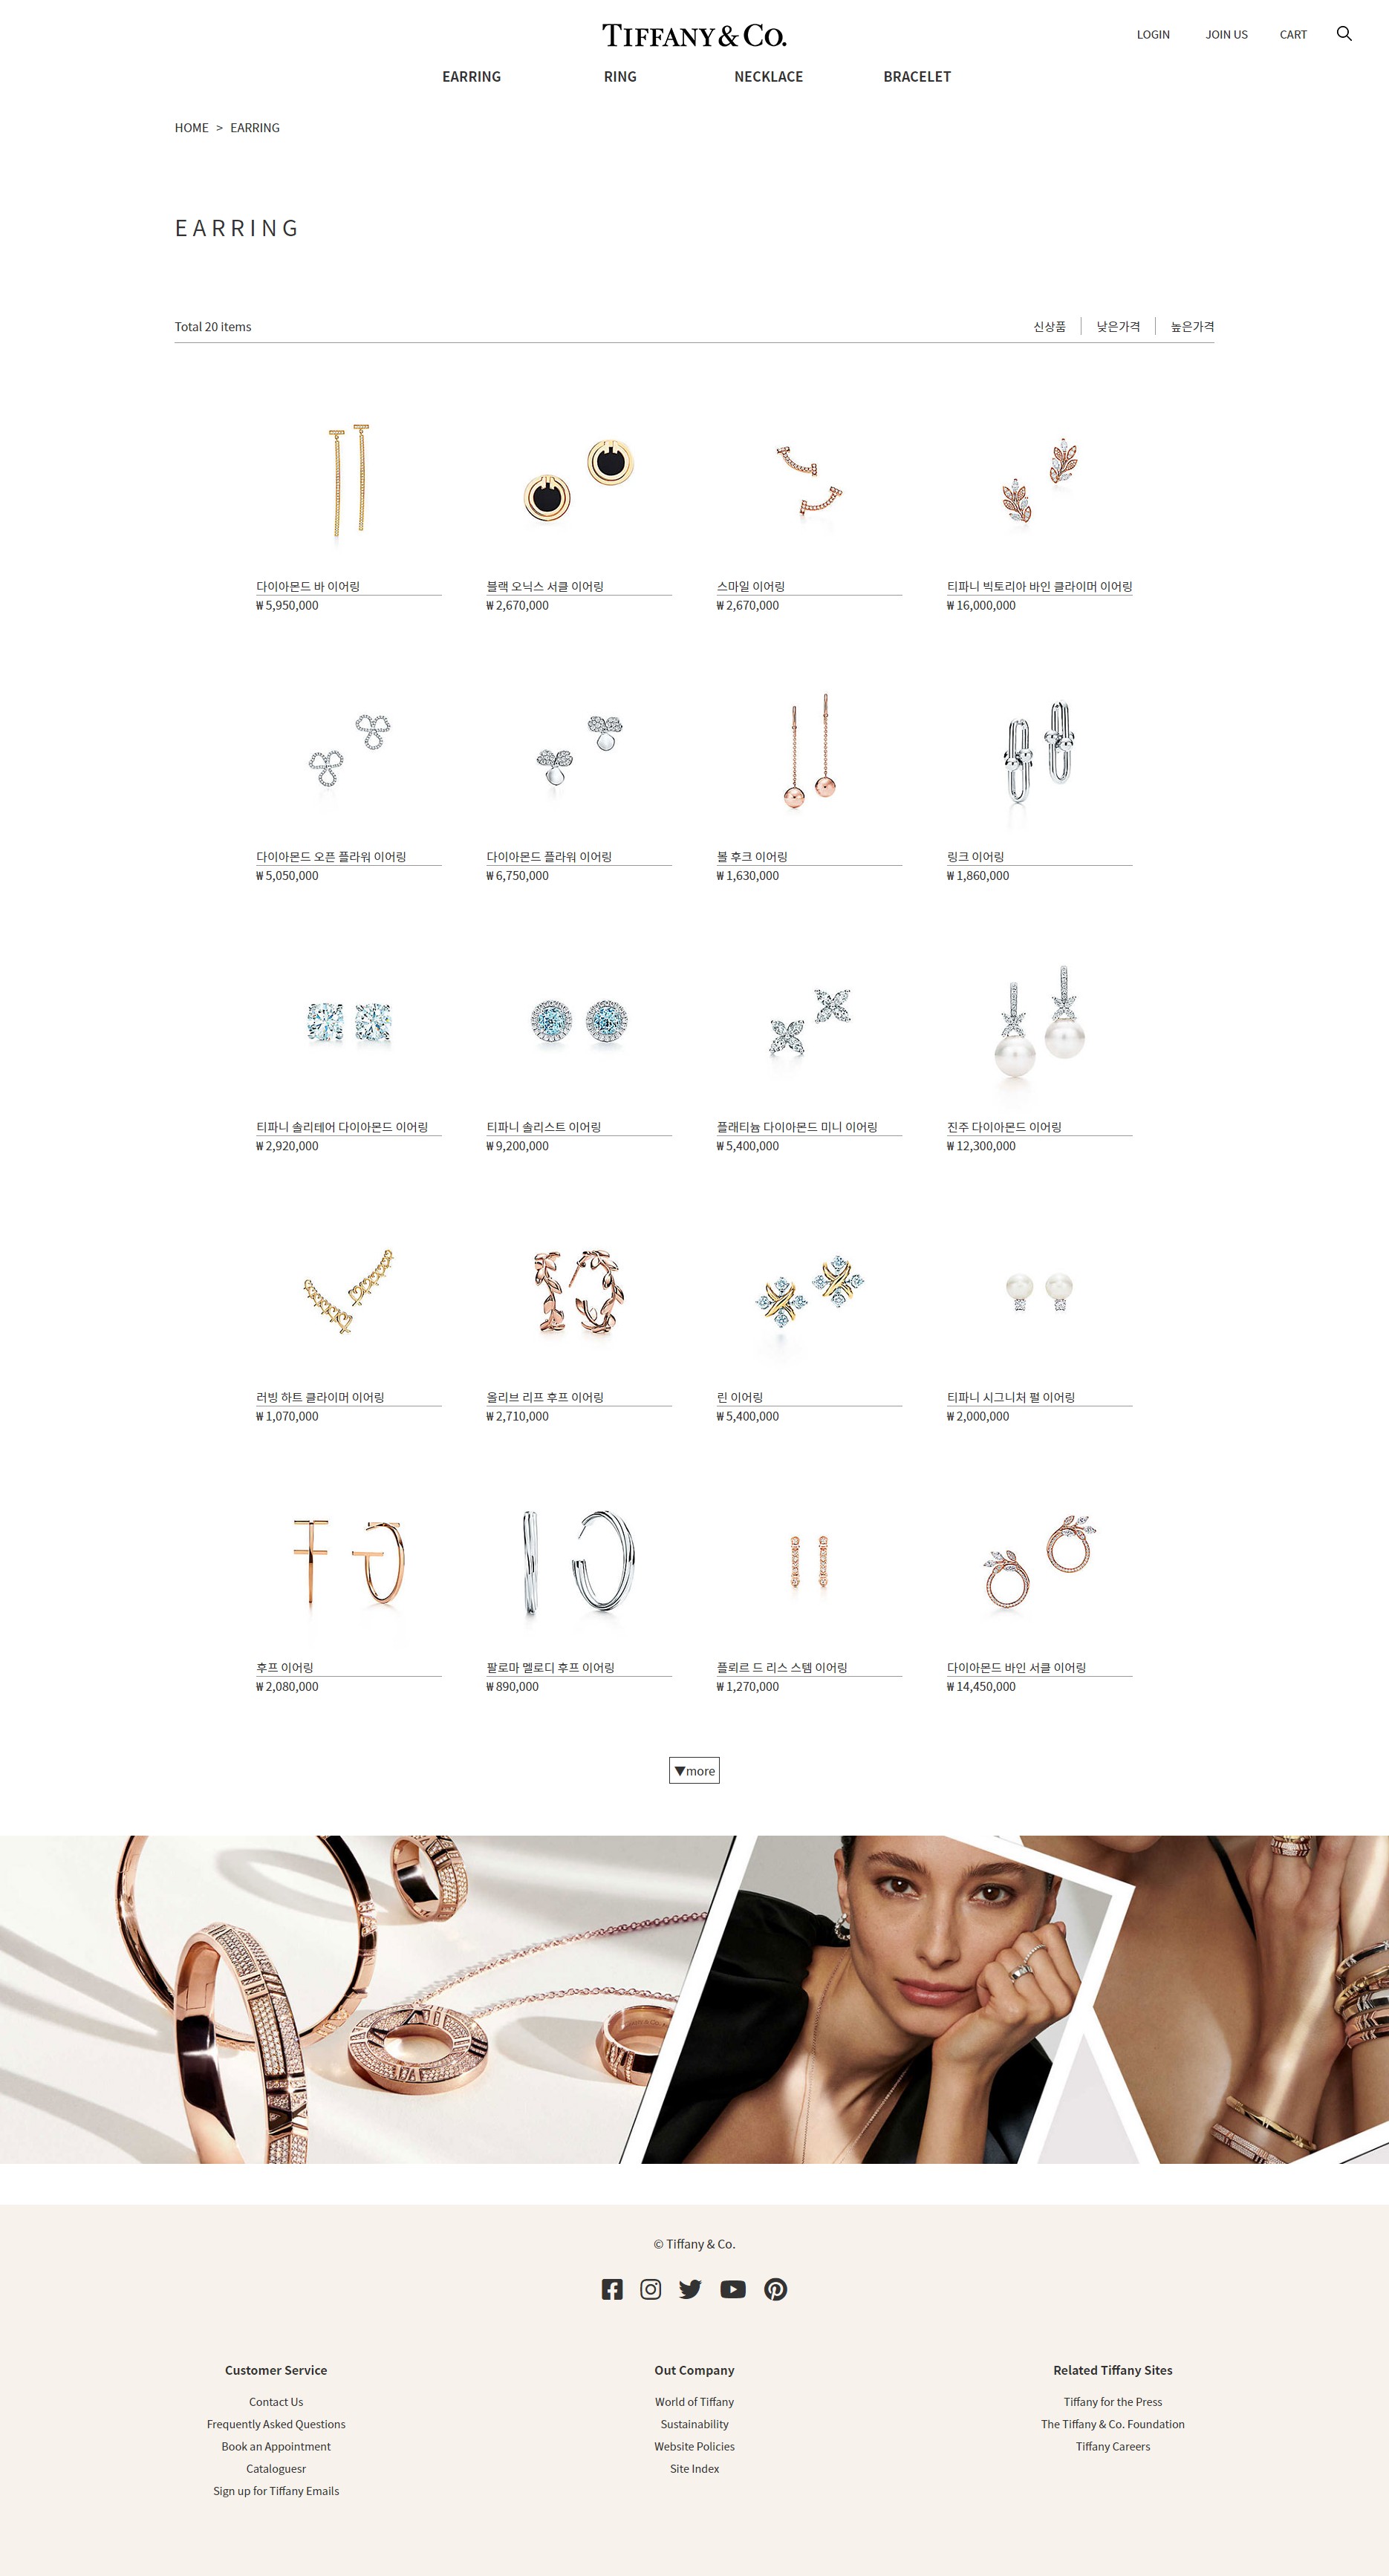 TIFFANY & CO.
LOGIN JOIN US CART
EARRING RING NECKLACE BRACELET
HOME > EARRING
EARRING
Total 20 items
신상품 낮은가격 높은가격
다이아몬드 바 이어링 블랙 오닉스 서클 이어링 스마일 이어링 티파니 빅토리아 바인 클라이머 이어링
₩ 5,950,000 ₩ 2,670,000 ₩ 2,670,000 ₩ 16,000,000
다이아몬드 오픈 플라워 이어링 다이아몬드 플라워 이어링 볼 후크 이어링 링크 이어링
₩ 5,050,000 ₩ 6,750,000 ₩ 1,630,000 ₩ 1,860,000
티파니 솔리테어 다이아몬드 이어링 티파니 솔리스트 이어링 플래티늄 다이아몬드 미니 이어링 진주 다이아몬드 이어링
₩ 2,920,000 ₩ 9,200,000 ₩ 5,400,000 ₩ 12,300,000
러빙 하트 클라이머 이어링 올리브 리프 후프 이어링 린 이어링 티파니 시그니처 펄 이어링
₩ 1,070,000 ₩ 2,710,000 ₩ 5,400,000 ₩ 2,000,000
후프 이어링 팔로마 멜로디 후프 이어링 플뢰르 드 리스 스템 이어링 다이아몬드 바인 서클 이어링
₩ 2,080,000 ₩ 890,000 ₩ 1,270,000 ₩ 14,450,000
▼more
© Tiffany & Co.
Customer Service
Contact Us
Frequently Asked Questions
Book an Appointment
Cataloguesr
Sign up for Tiffany Emails
Out Company
World of Tiffany
Sustainability
Website Policies
Site Index
Related Tiffany Sites
Tiffany for the Press
The Tiffany & Co. Foundation
Tiffany Careers